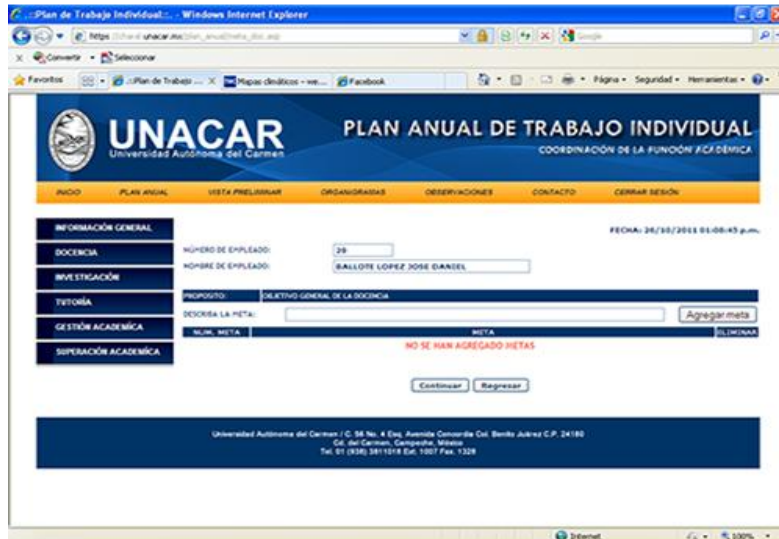 .::Plan de Trabajo Individual::. - Windows Internet Explorer
Google
Convertir
Seleccionar
Favoritos
.::Plan de Trabajo ...
Mapas climáticos - we...
Facebook
Página
Seguridad
Herramientas
UNACAR
Universidad Autónoma del Carmen
PLAN ANUAL DE TRABAJO INDIVIDUAL
COORDINACIÓN DE LA FUNCIÓN ACADÉMICA
INICIO PLAN ANUAL VISTA PRELIMINAR ORGANIGRAMAS OBSERVACIONES CONTACTO CERRAR SESIÓN
INFORMACIÓN GENERAL
DOCENCIA
INVESTIGACIÓN
TUTORÍA
GESTIÓN ACADEMÍCA
SUPERACIÓN ACADEMÍCA
FECHA: 26/10/2011 01:08:45 p.m.
NÚMERO DE EMPLEADO: 29
NOMBRE DE EMPLEADO: BALLOTE LOPEZ JOSE DANIEL
PROPOSITO: OBJETIVO GENERAL DE LA DOCENCIA
DESCRIBA LA META: Agregar meta
NUM. META META ELIMINAR
NO SE HAN AGREGADO METAS
Continuar Regresar
Universidad Autónoma del Carmen / C. 56 No. 4 Esq. Avenida Concordia Col. Benito Juárez C.P. 24180
Cd. del Carmen, Campeche, México
Tel. 01 (938) 3811018 Ext. 1007 Fax. 1328
Internet
100%